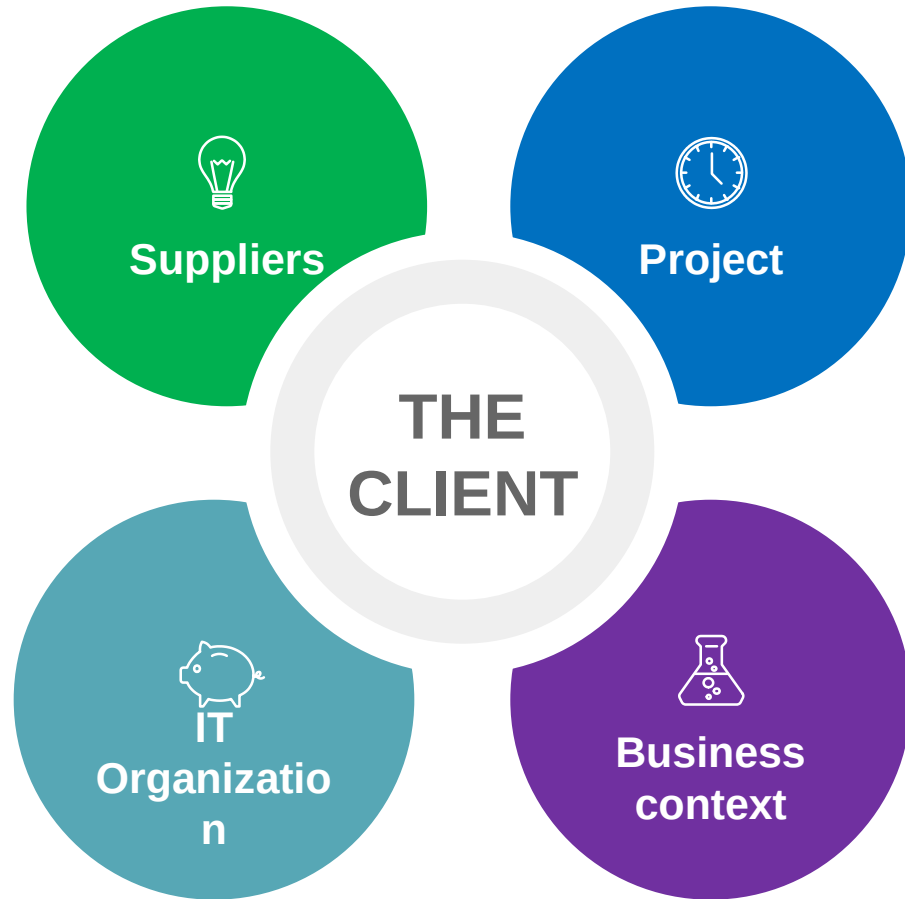 Suppliers
Project
THE
CLIENT
IT
Organizatio
n
Business
context